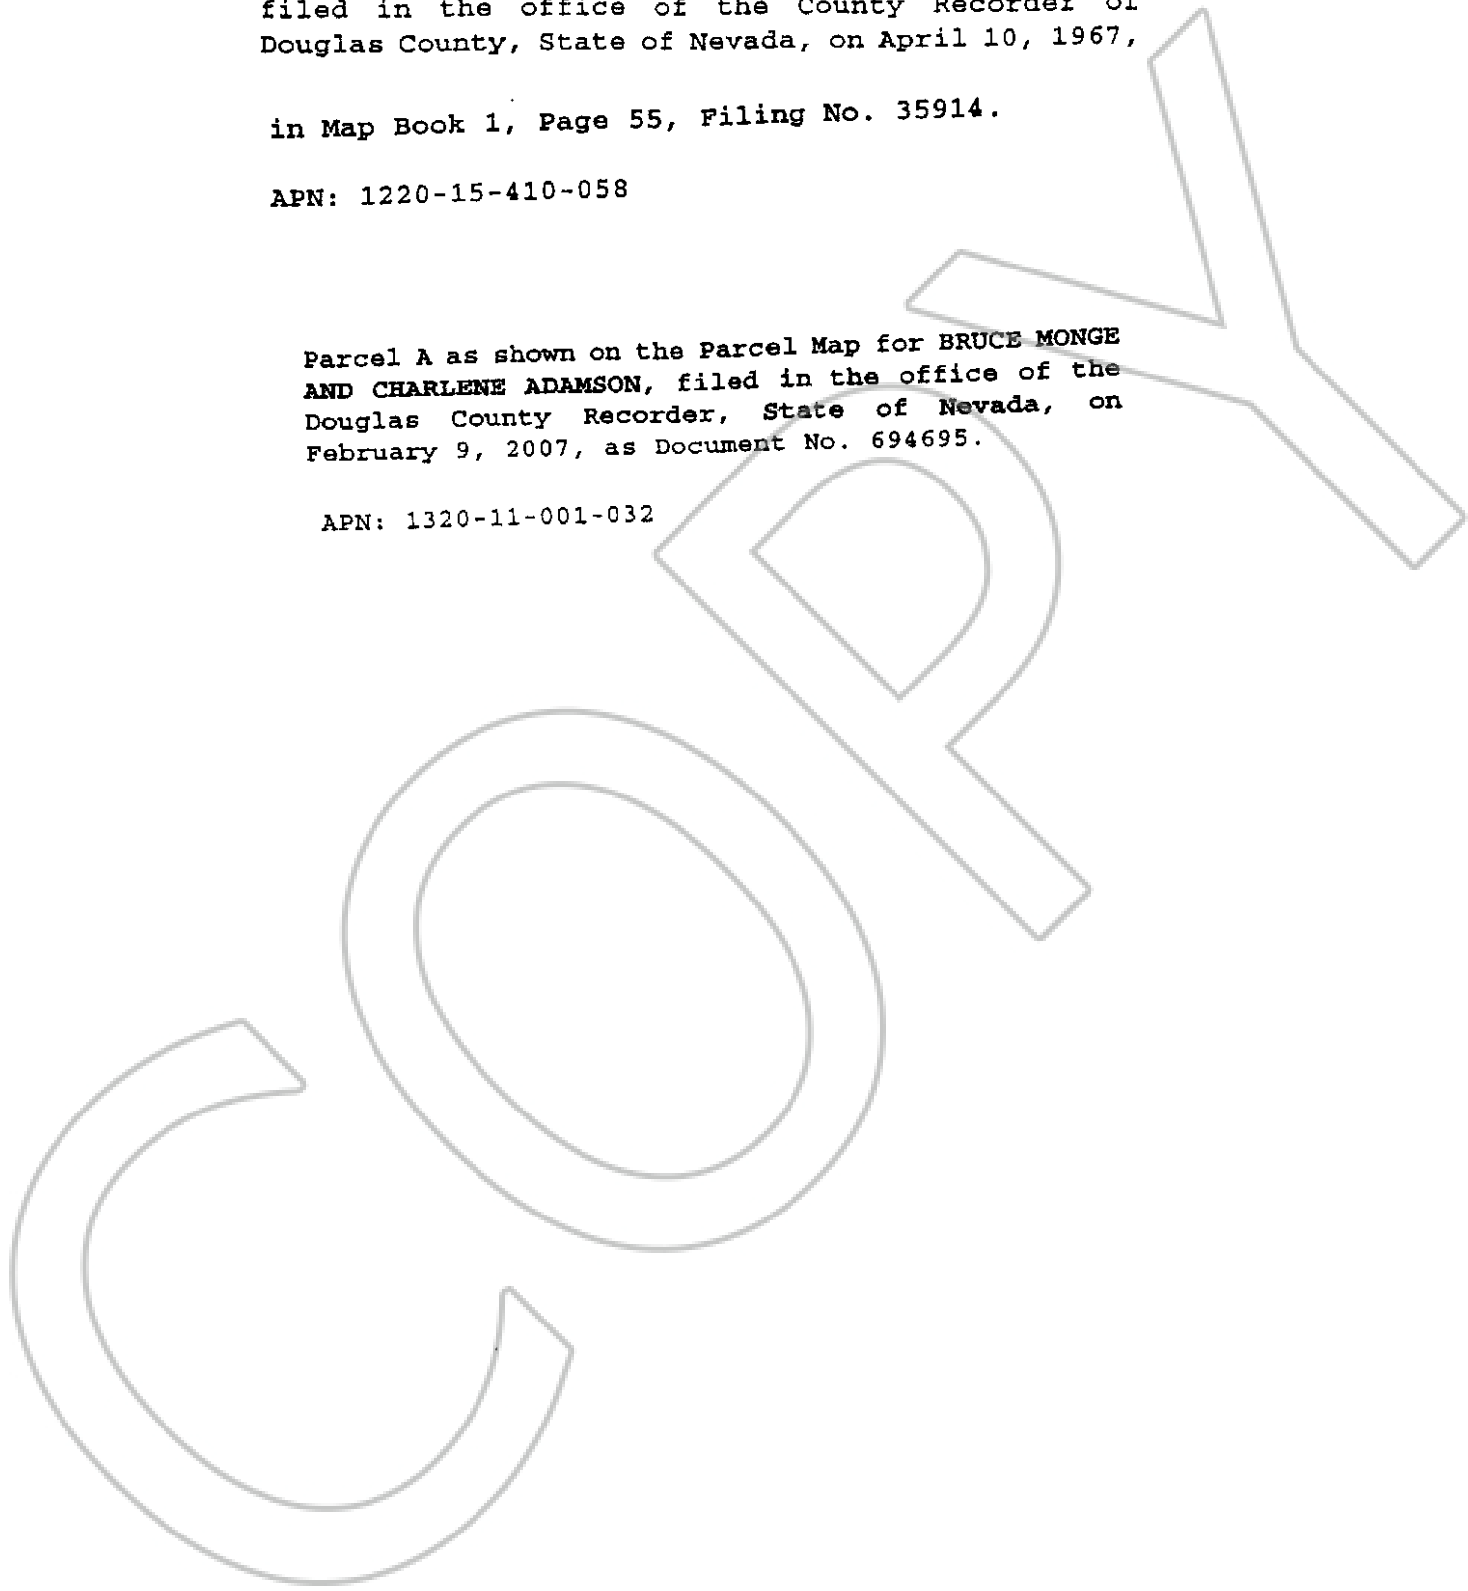 filed in the office of the County Recorder of
Douglas County, State of Nevada, on April 10, 1967,
in Map Book 1, Page 55, Filing No. 35914.
APN: 1220-15-410-058
Parcel A as shown on the Parcel Map for BRUCE MONGE
AND CHARLENE ADAMSON, filed in the office of the
Douglas County Recorder, State of Nevada, on
February 9, 2007, as Document No. 694695.
APN: 1320-11-001-032
COPY